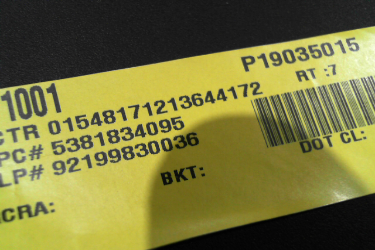 P19035015
1001
RT :7
CTR 01548171213644172
PC# 5381834095
LP# 92199830036
BKT:
DOT CL:
CRA: